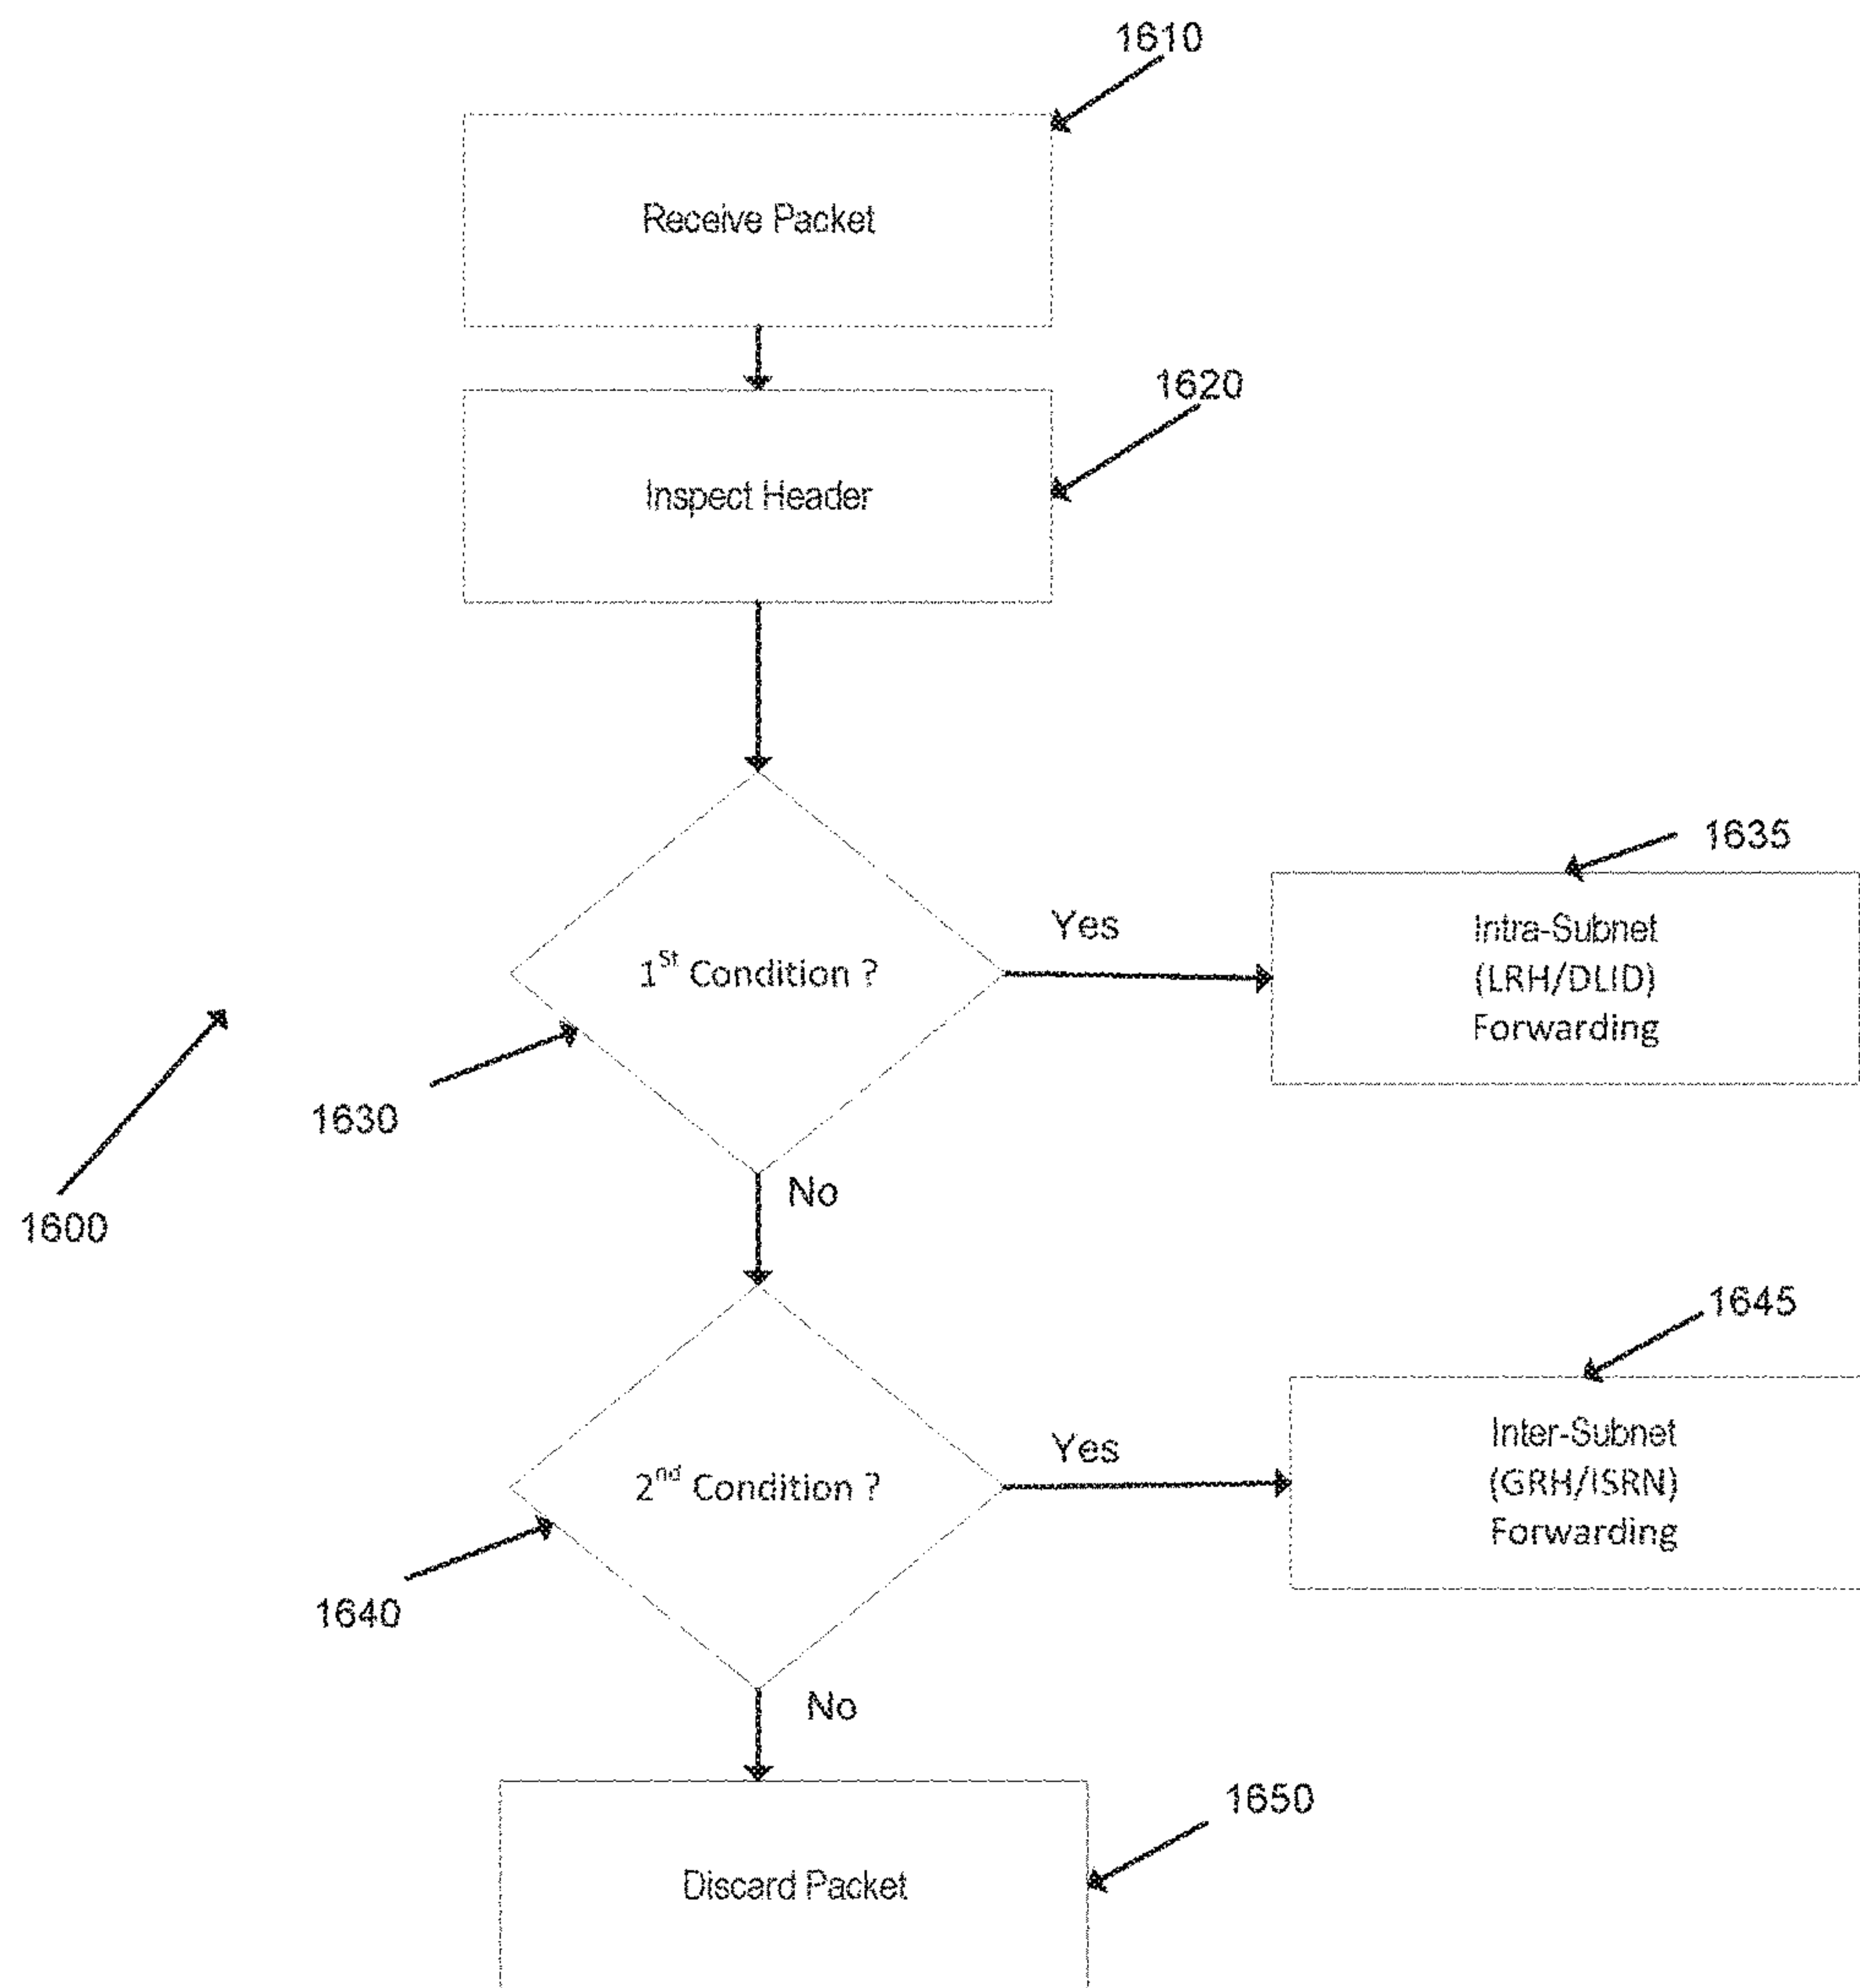 1610
Receive Packet
1620
Inspect Header
1635
Yes
Intra-Subnet
(LRH/DLID)
Forwarding
1st Condition ?
1630
No
1600
1645
Yes
Inter-Subnet
(GRH/ISRN)
Forwarding
2nd Condition ?
1640
No
1650
Discard Packet